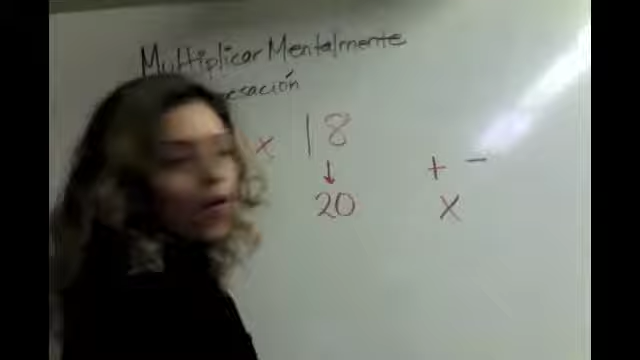 Multiplicar Mentalmente
x 18
↓ + -
20 x